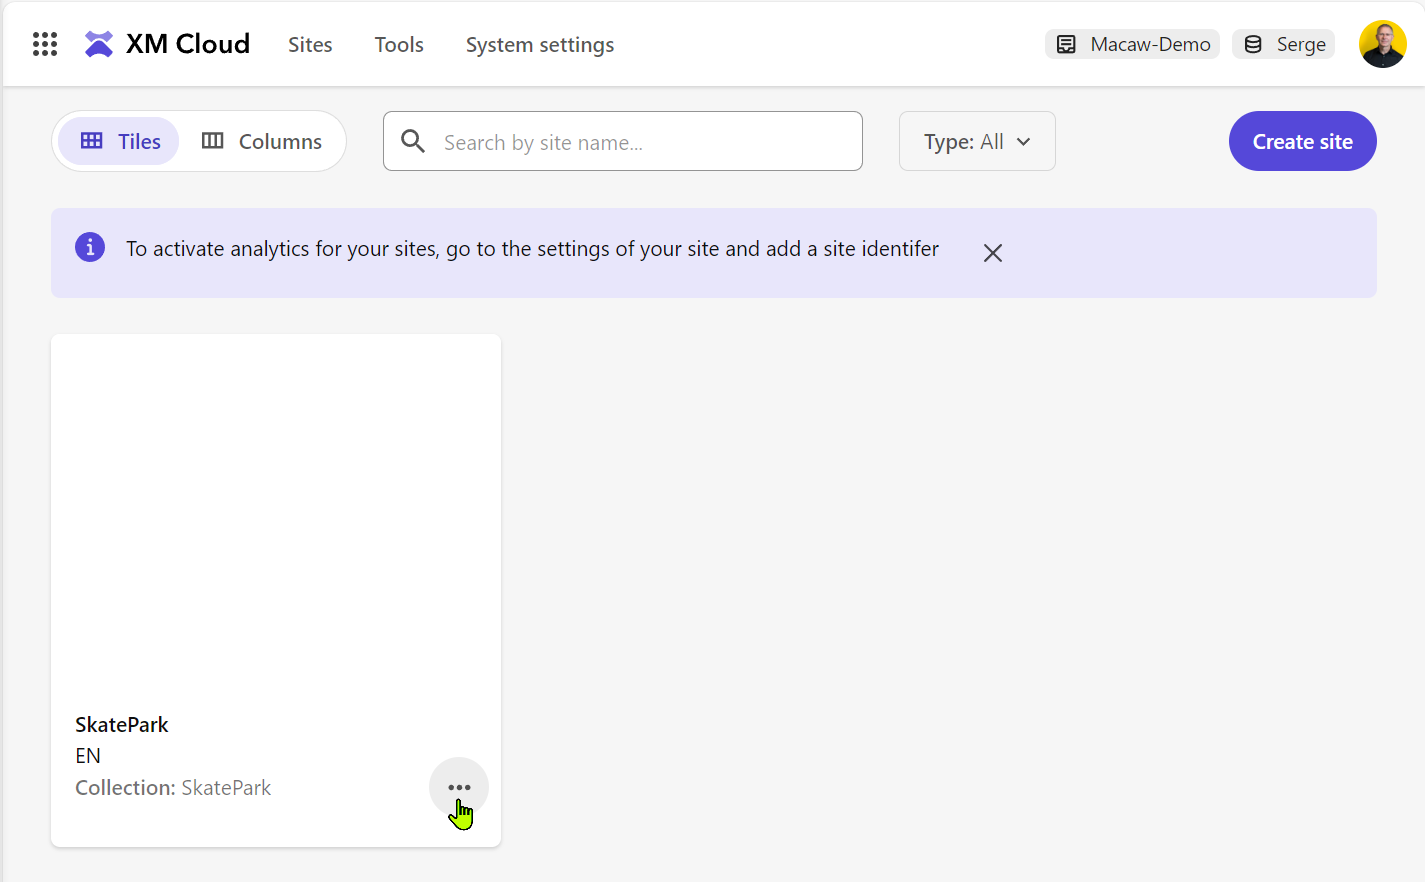 XM Cloud Sites Tools System settings Macaw-Demo Serge
Tiles Columns Search by site name... Type: All Create site
To activate analytics for your sites, go to the settings of your site and add a site identifer
SkatePark
EN
Collection: SkatePark